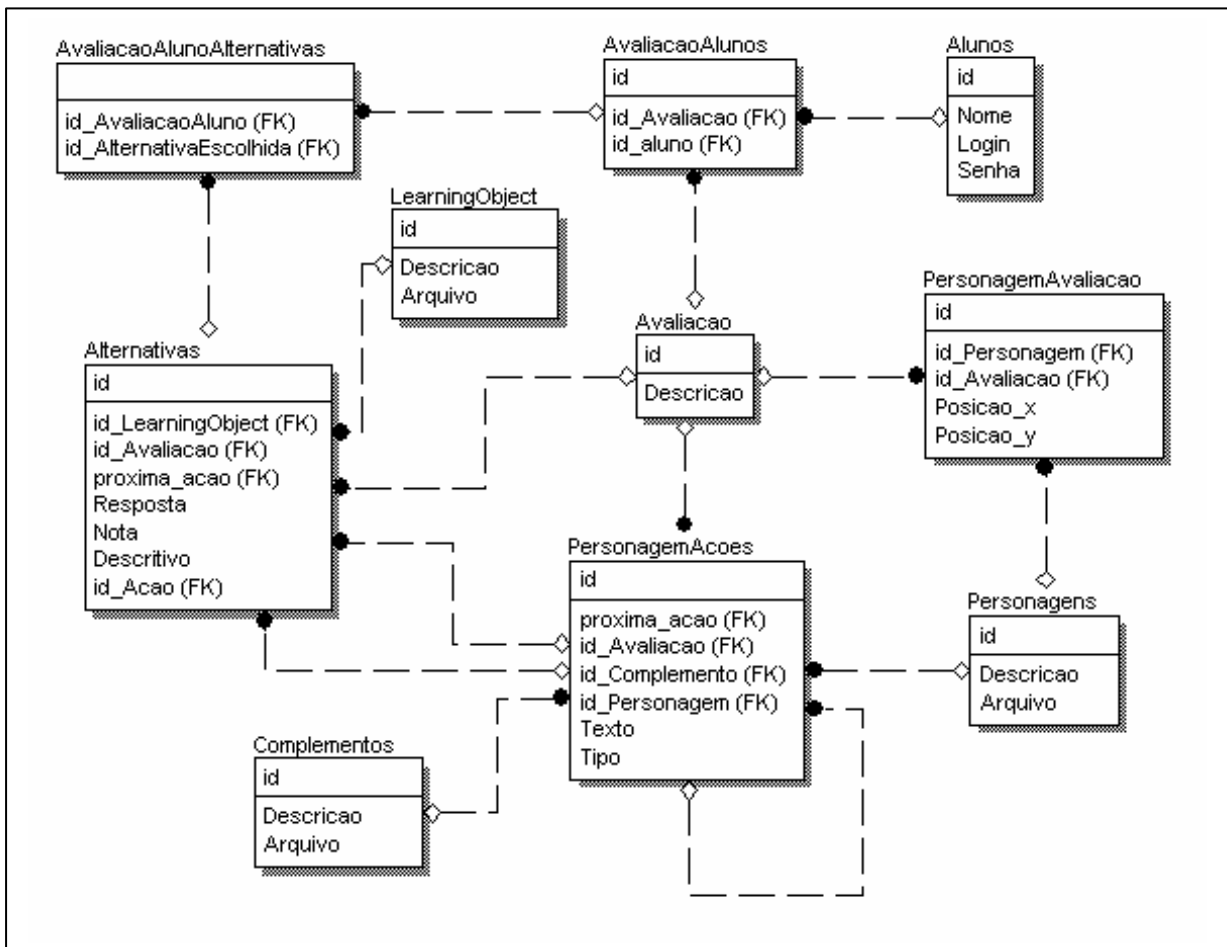 AvaliacaoAlunoAlternativas
id_AvaliacaoAluno (FK)
id_AlternativaEscolhida (FK)
AvaliacaoAlunos
id
id_Avaliacao (FK)
id_aluno (FK)
Alunos
id
Nome
Login
Senha
LearningObject
id
Descricao
Arquivo
PersonagemAvaliacao
id
id_Personagem (FK)
id_Avaliacao (FK)
Posicao_x
Posicao_y
Avaliacao
id
Descricao
Alternativas
id
id_LearningObject (FK)
id_Avaliacao (FK)
proxima_acao (FK)
Resposta
Nota
Descritivo
id_Acao (FK)
PersonagemAcoes
id
proxima_acao (FK)
id_Avaliacao (FK)
id_Complemento (FK)
id_Personagem (FK)
Texto
Tipo
Personagens
id
Descricao
Arquivo
Complementos
id
Descricao
Arquivo